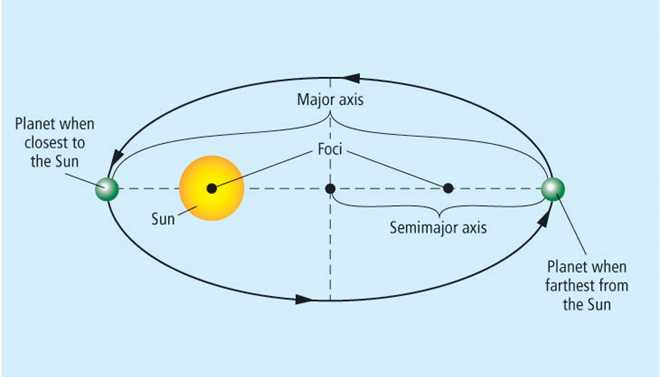 Major axis
Planet when
closest to
the Sun
Foci
Sun
Semimajor axis
Planet when
farthest from
the Sun